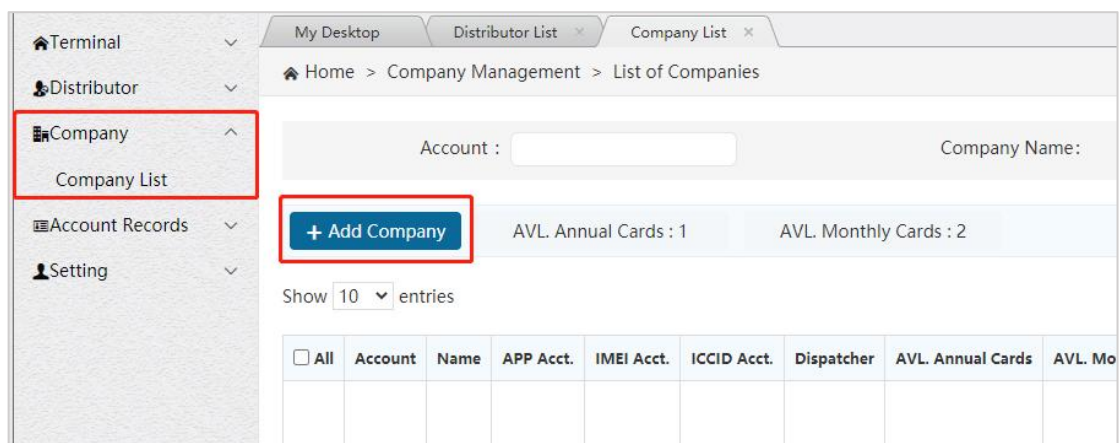 Terminal
Distributor
Company
Company List
Account Records
Setting
My Desktop Distributor List × Company List ×
Home > Company Management > List of Companies
Account : Company Name:
+ Add Company AVL. Annual Cards : 1 AVL. Monthly Cards : 2
Show 10 entries
All Account Name APP Acct. IMEI Acct. ICCID Acct. Dispatcher AVL. Annual Cards AVL. Mo